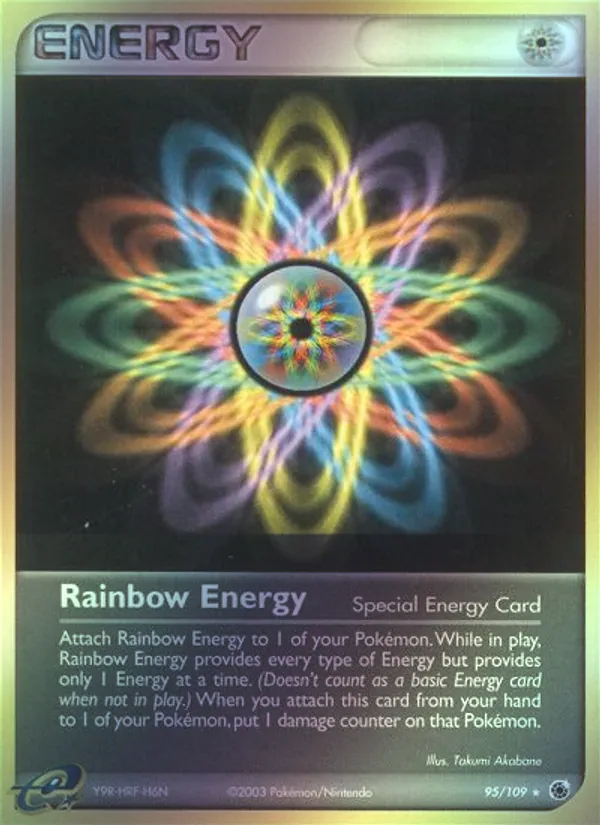 ENERGY
Rainbow Energy
Special Energy Card
Attach Rainbow Energy to 1 of your Pokémon. While in play,
Rainbow Energy provides every type of Energy but provides
only 1 Energy at a time. (Doesn't count as a basic Energy card
when not in play.) When you attach this card from your hand
to 1 of your Pokémon, put 1 damage counter on that Pokémon.
Illus. Takumi Akabane
e
Y9R-HRF-H6N
©2003 Pokémon/Nintendo
95/109 ★